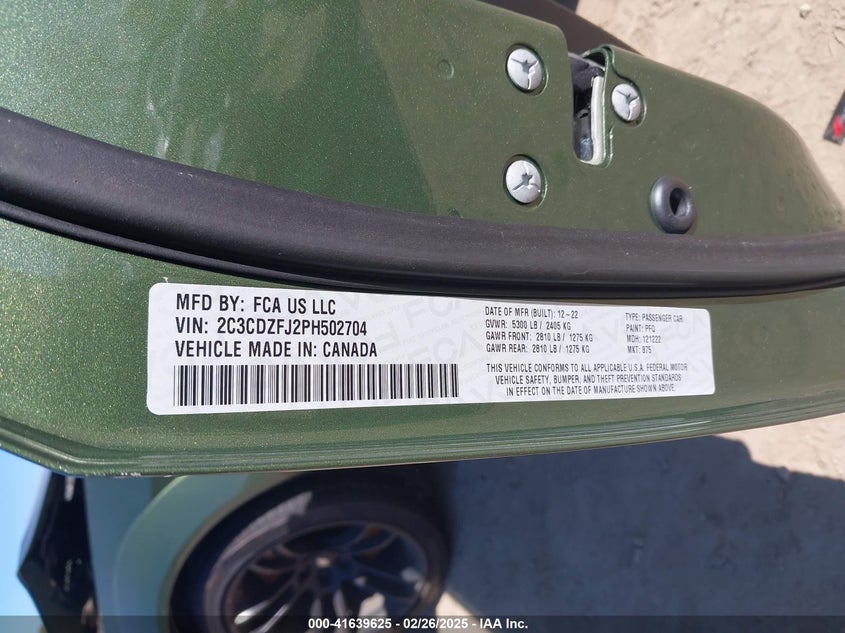 MFD BY: FCA US LLC
VIN: 2C3CDZFJ2PH502704
VEHICLE MADE IN: CANADA
DATE OF MFR (BUILT): 12-22
GVWR: 5300 LB / 2405 KG
GAWR FRONT: 2810 LB / 1275 KG
GAWR REAR: 2810 LB / 1275 KG
TYPE: PASSENGER CAR
PAINT: PFQ
MDH: 121222
MKT: 875
THIS VEHICLE CONFORMS TO ALL APPLICABLE U.S.A. FEDERAL MOTOR
VEHICLE SAFETY, BUMPER, AND THEFT PREVENTION STANDARDS
IN EFFECT ON THE DATE OF MANUFACTURE SHOWN ABOVE.
000-41639625 - 02/26/2025 - IAA Inc.